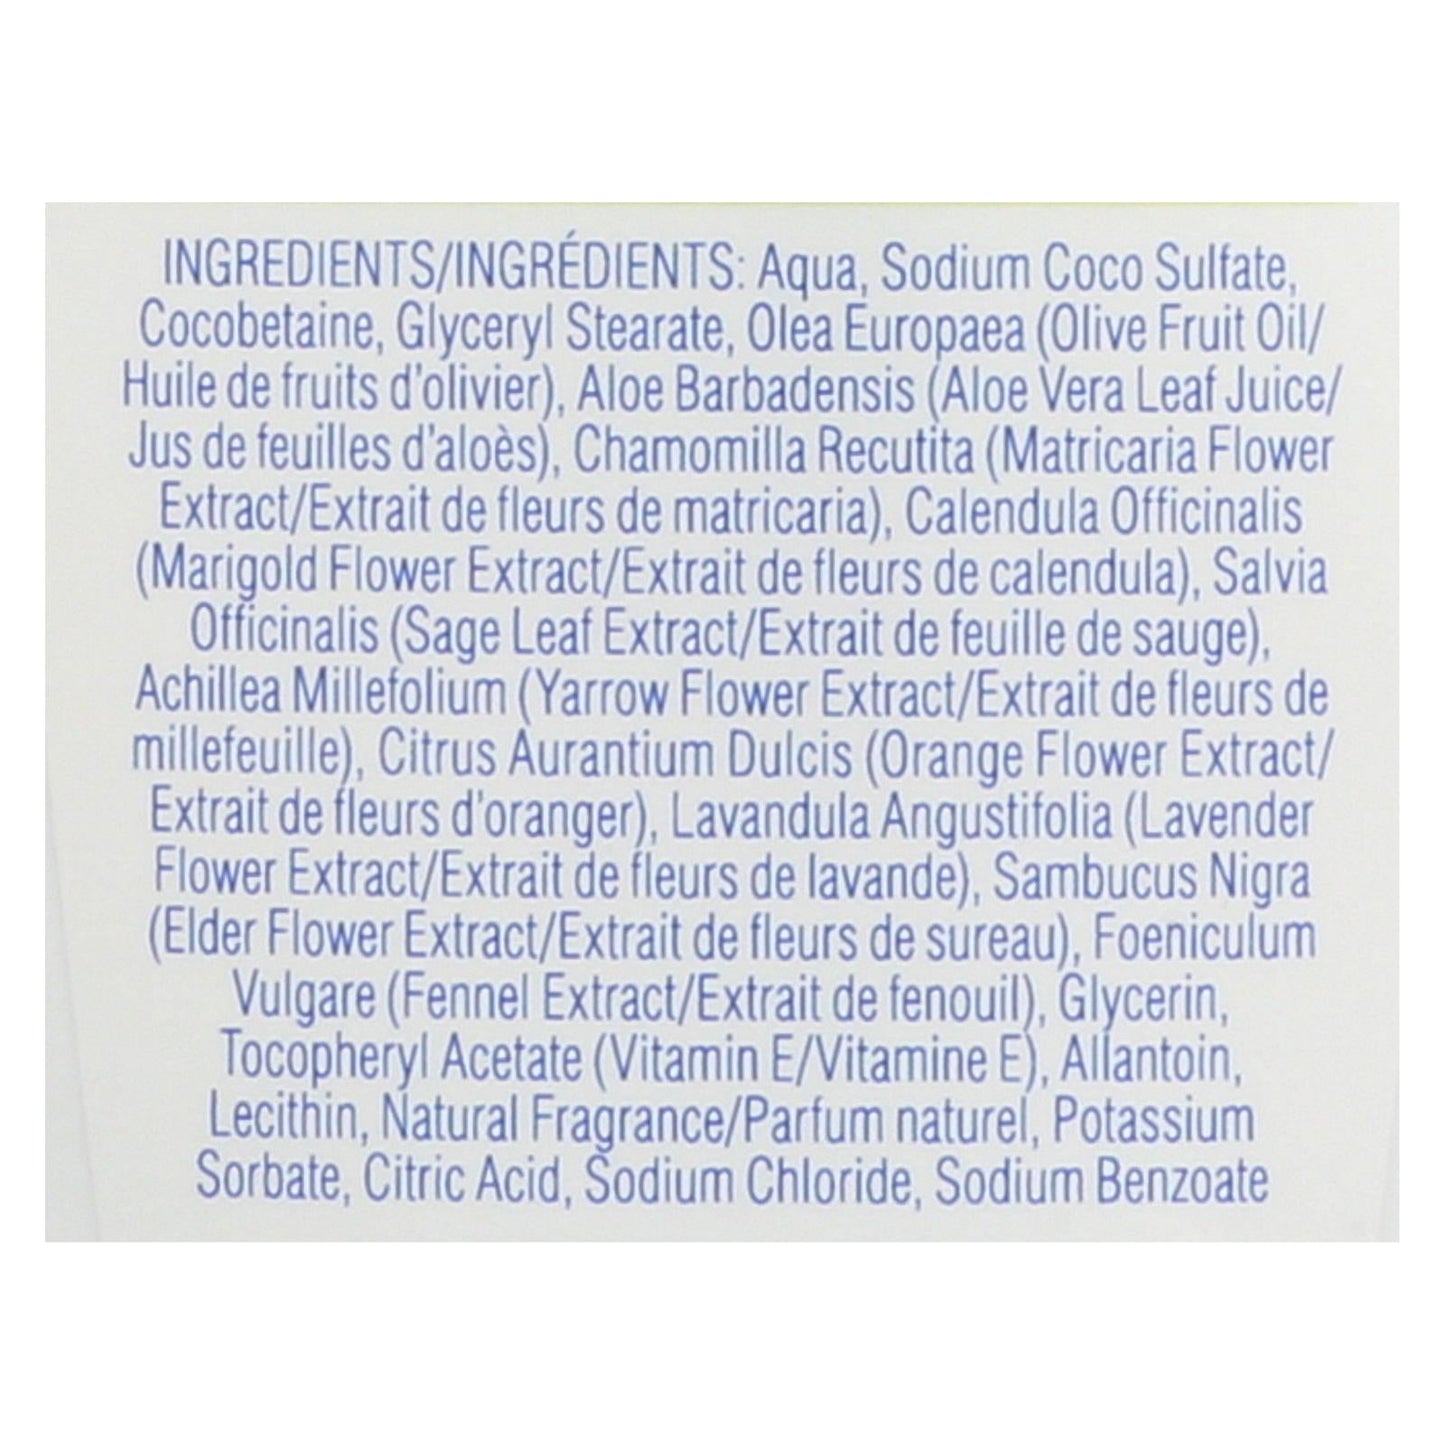 INGREDIENTS/INGRÉDIENTS: Aqua, Sodium Coco Sulfate,
Cocobetaine, Glyceryl Stearate, Olea Europaea (Olive Fruit Oil/
Huile de fruits d'olivier), Aloe Barbadensis (Aloe Vera Leaf Juice/
Jus de feuilles d'aloès), Chamomilla Recutita (Matricaria Flower
Extract/Extrait de fleurs de matricaria), Calendula Officinalis
(Marigold Flower Extract/Extrait de fleurs de calendula), Salvia
Officinalis (Sage Leaf Extract/Extrait de feuille de sauge),
Achillea Millefolium (Yarrow Flower Extract/Extrait de fleurs de
millefeuille), Citrus Aurantium Dulcis (Orange Flower Extract/
Extrait de fleurs d'oranger), Lavandula Angustifolia (Lavender
Flower Extract/Extrait de fleurs de lavande), Sambucus Nigra
(Elder Flower Extract/Extrait de fleurs de sureau), Foeniculum
Vulgare (Fennel Extract/Extrait de fenouil), Glycerin,
Tocopheryl Acetate (Vitamin E/Vitamine E), Allantoin,
Lecithin, Natural Fragrance/Parfum naturel, Potassium
Sorbate, Citric Acid, Sodium Chloride, Sodium Benzoate